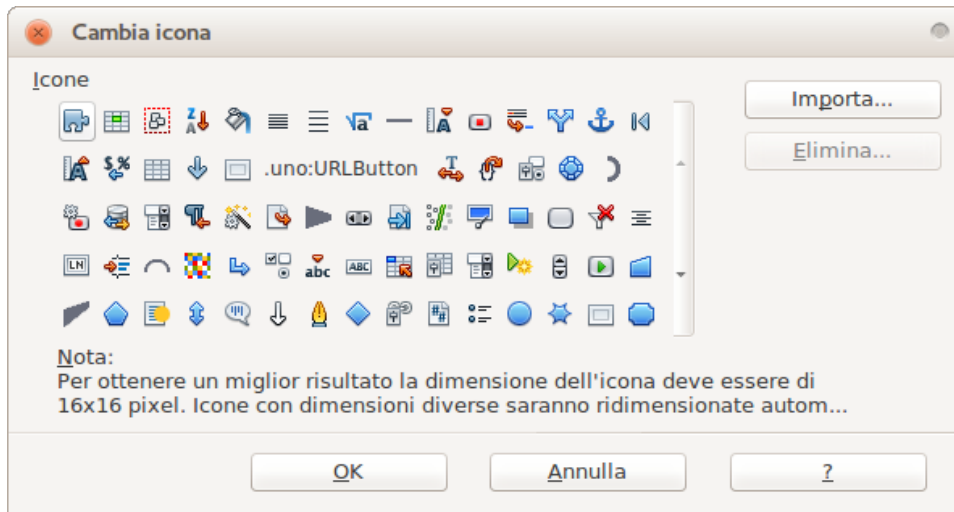 Cambia icona
Icone
Importa...
Elimina...
.uno:URLButton
Nota:
Per ottenere un miglior risultato la dimensione dell'icona deve essere di
16x16 pixel. Icone con dimensioni diverse saranno ridimensionate autom...
OK
Annulla
?